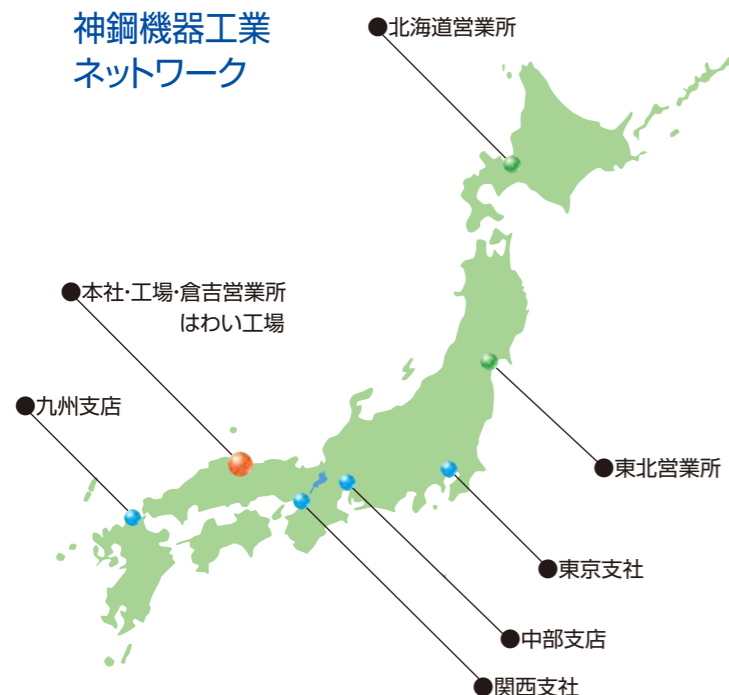 神鋼機器工業
ネットワーク
●北海道営業所
●本社・工場・倉吉営業所
はわい工場
●九州支店
●東北営業所
●東京支社
●中部支店
●関西支社